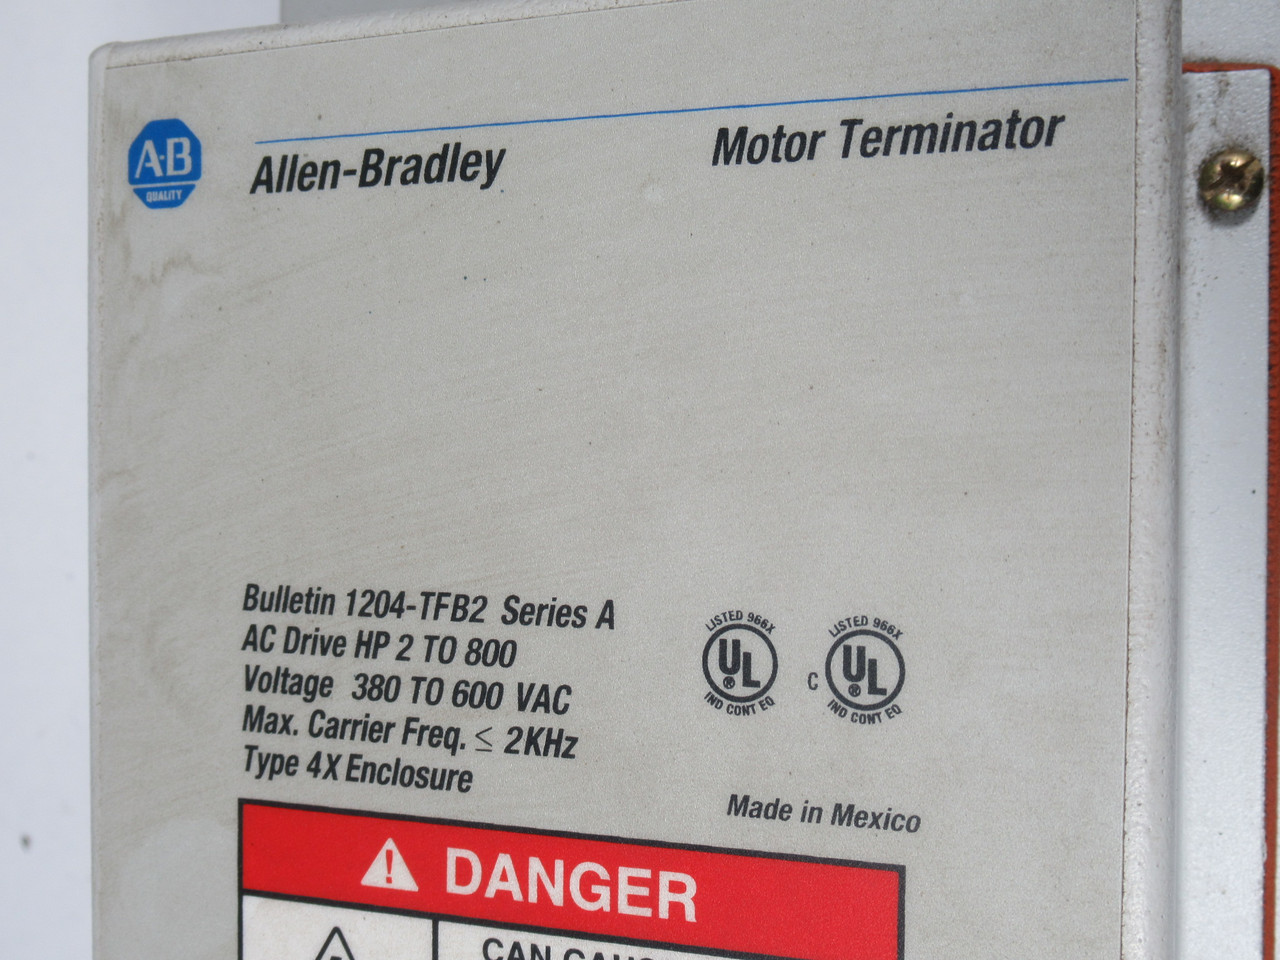 A-B
QUALITY
Allen-Bradley
Motor Terminator
Bulletin 1204-TFB2 Series A
AC Drive HP 2 TO 800
Voltage 380 TO 600 VAC
Max. Carrier Freq. ≤ 2KHz
Type 4X Enclosure
LISTED 966X
UL
®
IND CONT EQ
LISTED 966X
C UL
®
IND CONT EQ
Made in Mexico
DANGER
CAN